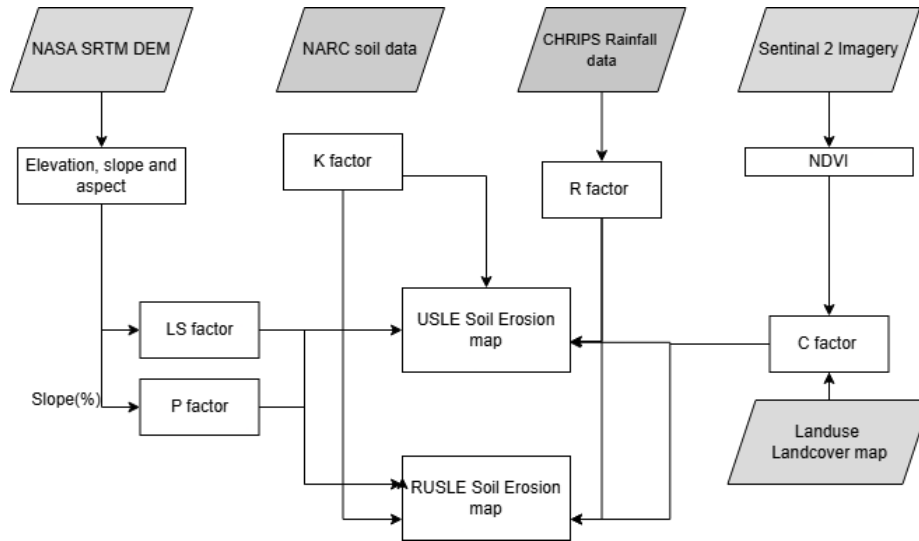 NASA SRTM DEM
NARC soil data
CHRIPS Rainfall
data
Sentinal 2 Imagery
Elevation, slope and
aspect
K factor
R factor
NDVI
LS factor
USLE Soil Erosion
map
C factor
Slope(%)
P factor
Landuse
Landcover map
RUSLE Soil Erosion
map